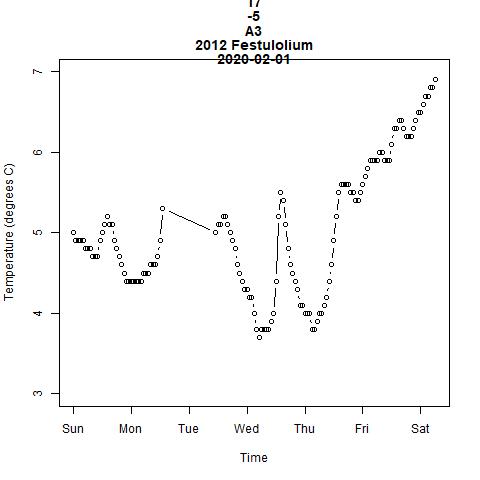 17
-5
A3
2012 Festulolium
2020-02-01
7
6
5
4
3
Temperature (degrees C)
Sun Mon Tue Wed Thu Fri Sat
Time